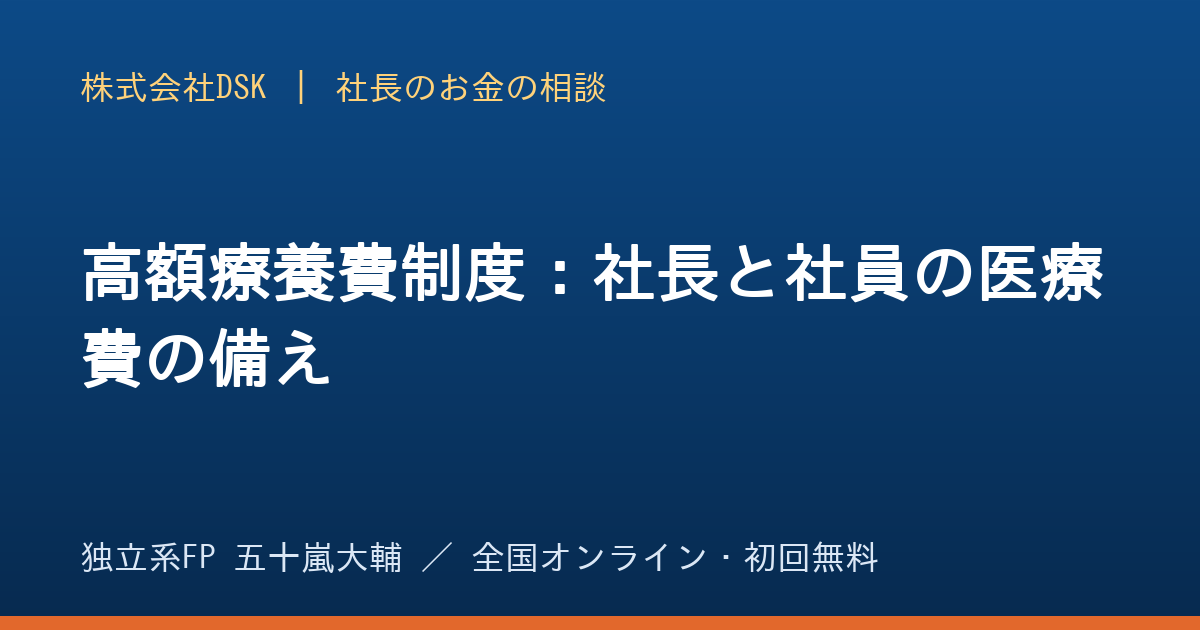 株式会社DSK ｜ 社長のお金の相談
高額療養費制度：社長と社員の医療
費の備え
独立系FP 五十嵐大輔 ／ 全国オンライン・初回無料